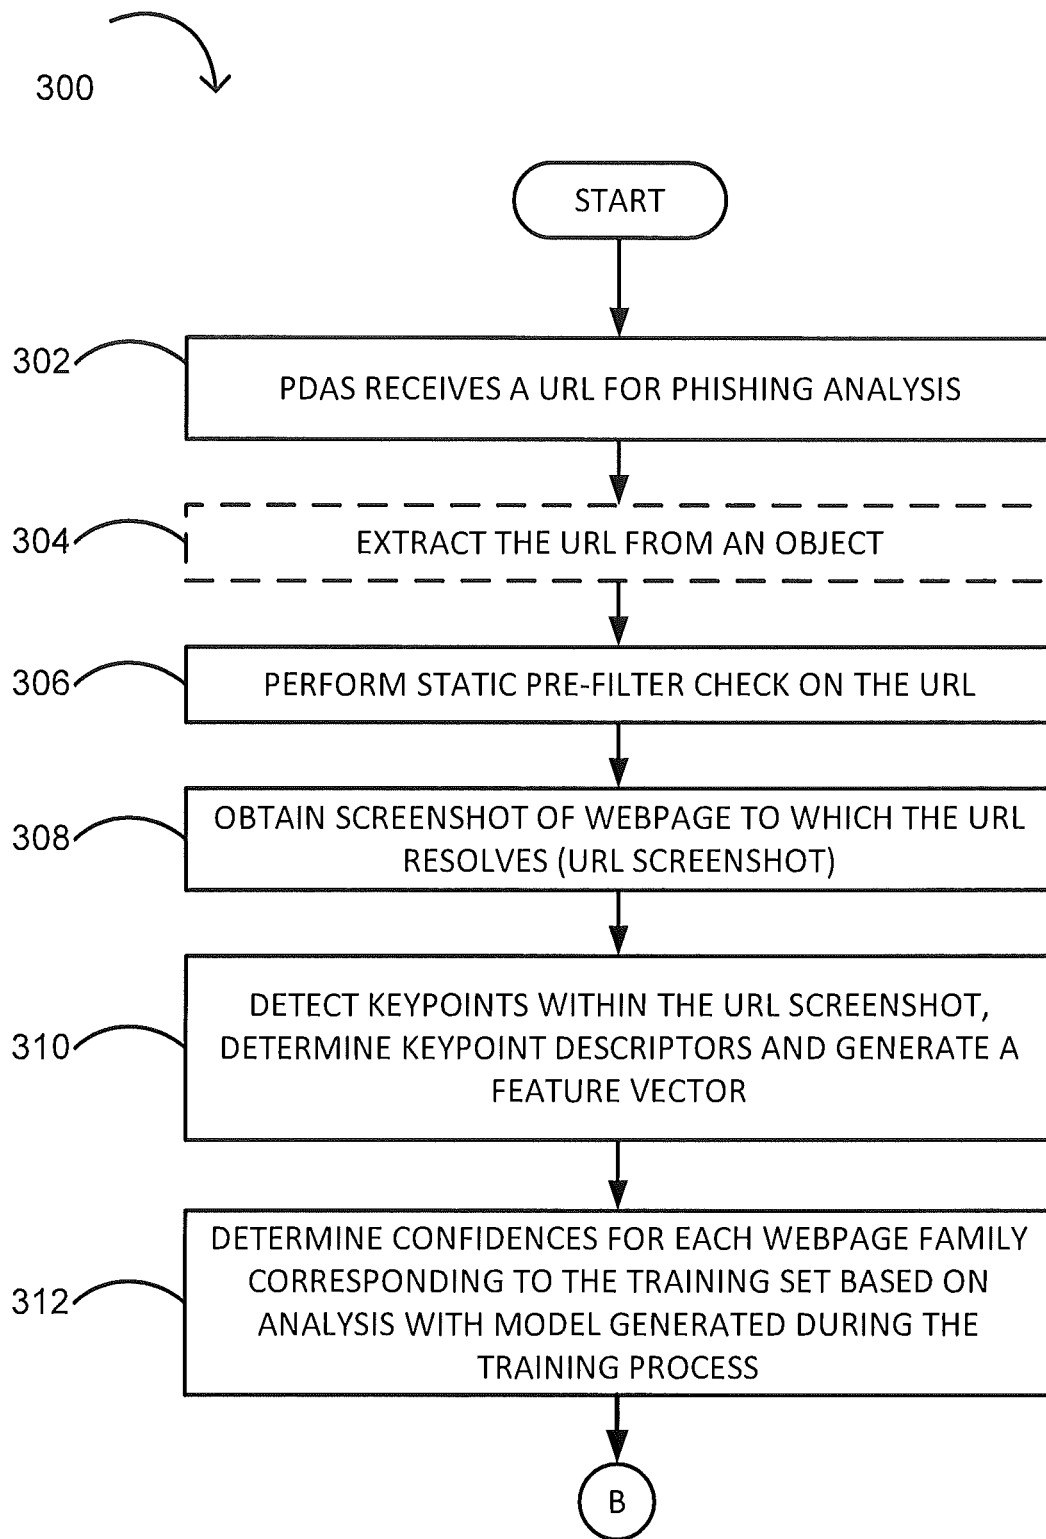 300
START
302
PDAS RECEIVES A URL FOR PHISHING ANALYSIS
304
EXTRACT THE URL FROM AN OBJECT
306
PERFORM STATIC PRE-FILTER CHECK ON THE URL
308
OBTAIN SCREENSHOT OF WEBPAGE TO WHICH THE URL
RESOLVES (URL SCREENSHOT)
310
DETECT KEYPOINTS WITHIN THE URL SCREENSHOT,
DETERMINE KEYPOINT DESCRIPTORS AND GENERATE A
FEATURE VECTOR
312
DETERMINE CONFIDENCES FOR EACH WEBPAGE FAMILY
CORRESPONDING TO THE TRAINING SET BASED ON
ANALYSIS WITH MODEL GENERATED DURING THE
TRAINING PROCESS
B